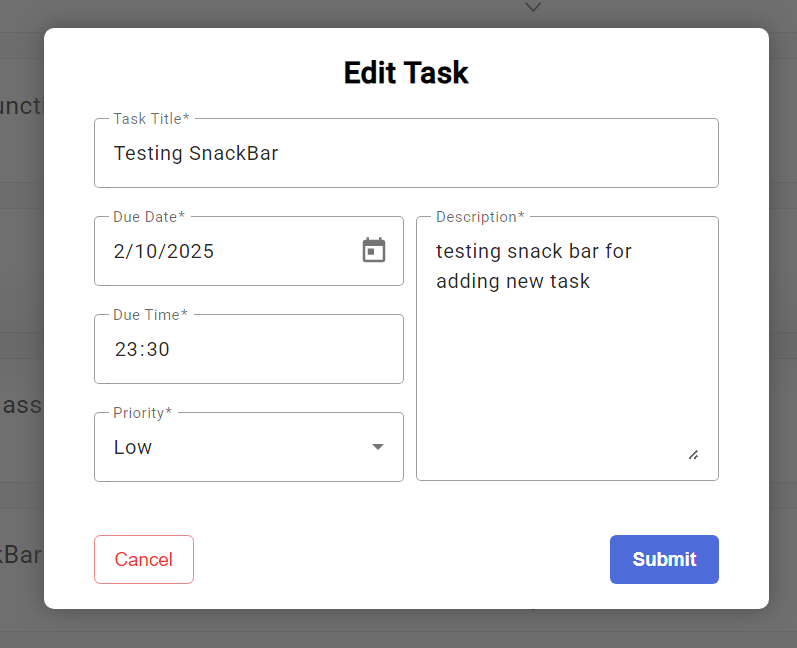 Edit Task
Task Title*
Testing SnackBar
Due Date*
2/10/2025
Description*
testing snack bar for
adding new task
Due Time*
23:30
Priority*
Low
Cancel
Submit
ass
Bar